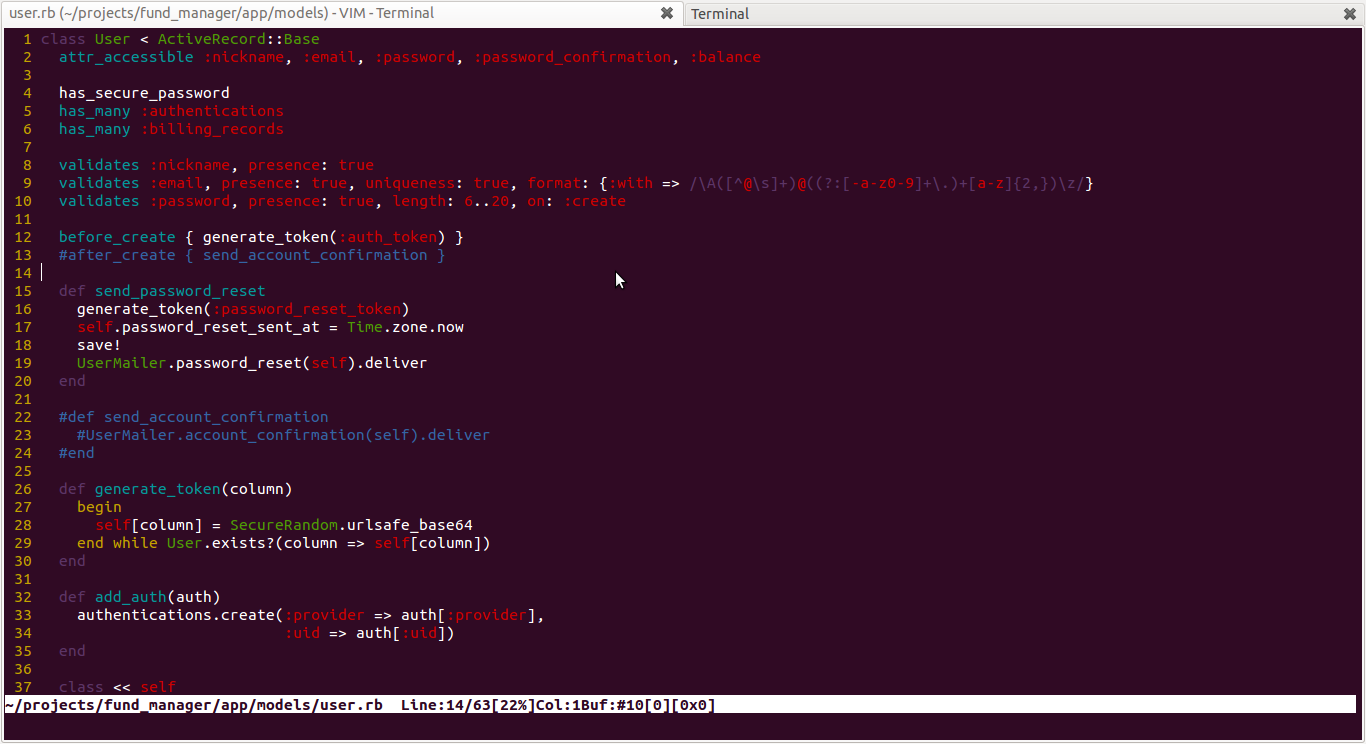 user.rb (~/projects/fund_manager/app/models) - VIM - Terminal
Terminal
1 class User < ActiveRecord::Base
2   attr_accessible :nickname, :email, :password, :password_confirmation, :balance
3
4   has_secure_password
5   has_many :authentications
6   has_many :billing_records
7
8   validates :nickname, presence: true
9   validates :email, presence: true, uniqueness: true, format: {:with => /\A([^@\s]+)@((?:[-a-z0-9]+\.)+[a-z]{2,})\z/}
10   validates :password, presence: true, length: 6..20, on: :create
11
12   before_create { generate_token(:auth_token) }
13   #after_create { send_account_confirmation }
14
15   def send_password_reset
16     generate_token(:password_reset_token)
17     self.password_reset_sent_at = Time.zone.now
18     save!
19     UserMailer.password_reset(self).deliver
20   end
21
22   #def send_account_confirmation
23     #UserMailer.account_confirmation(self).deliver
24   #end
25
26   def generate_token(column)
27     begin
28       self[column] = SecureRandom.urlsafe_base64
29     end while User.exists?(column => self[column])
30   end
31
32   def add_auth(auth)
33     authentications.create(:provider => auth[:provider],
34                            :uid => auth[:uid])
35   end
36
37   class << self
~/projects/fund_manager/app/models/user.rb  Line:14/63[22%]Col:1Buf:#10[0][0x0]